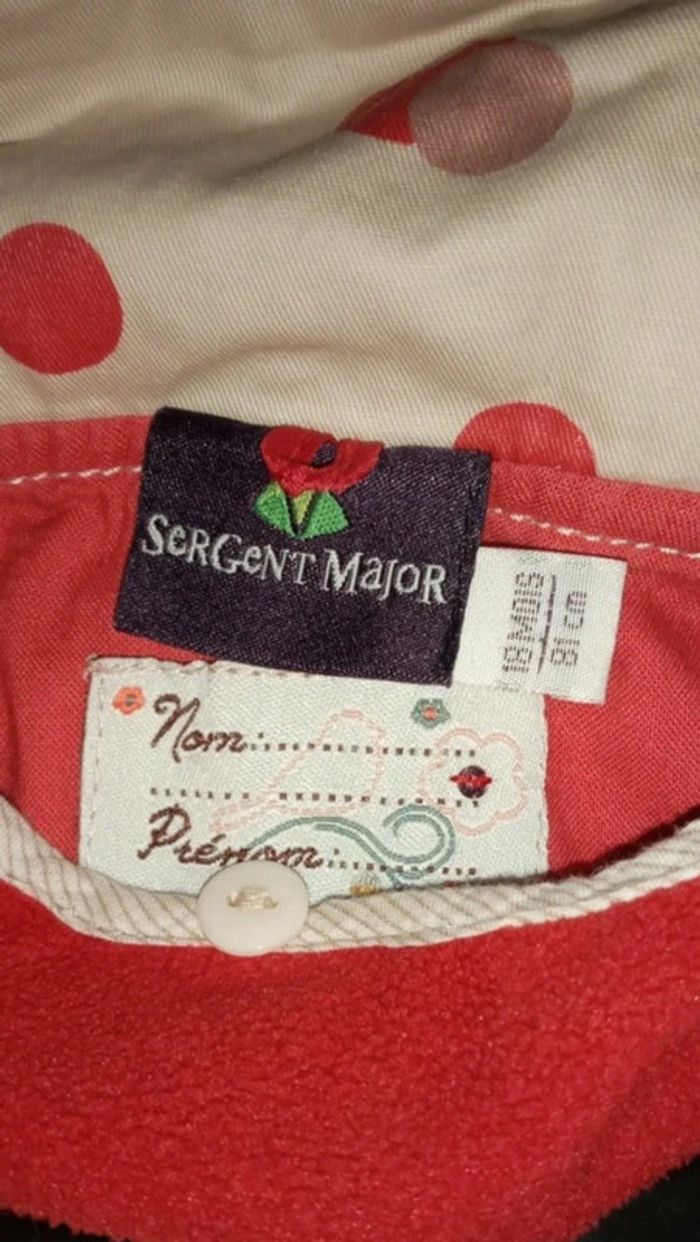 SeRGeNT MajoR
18 MOIS
81 cm
Nom:
Prénom: